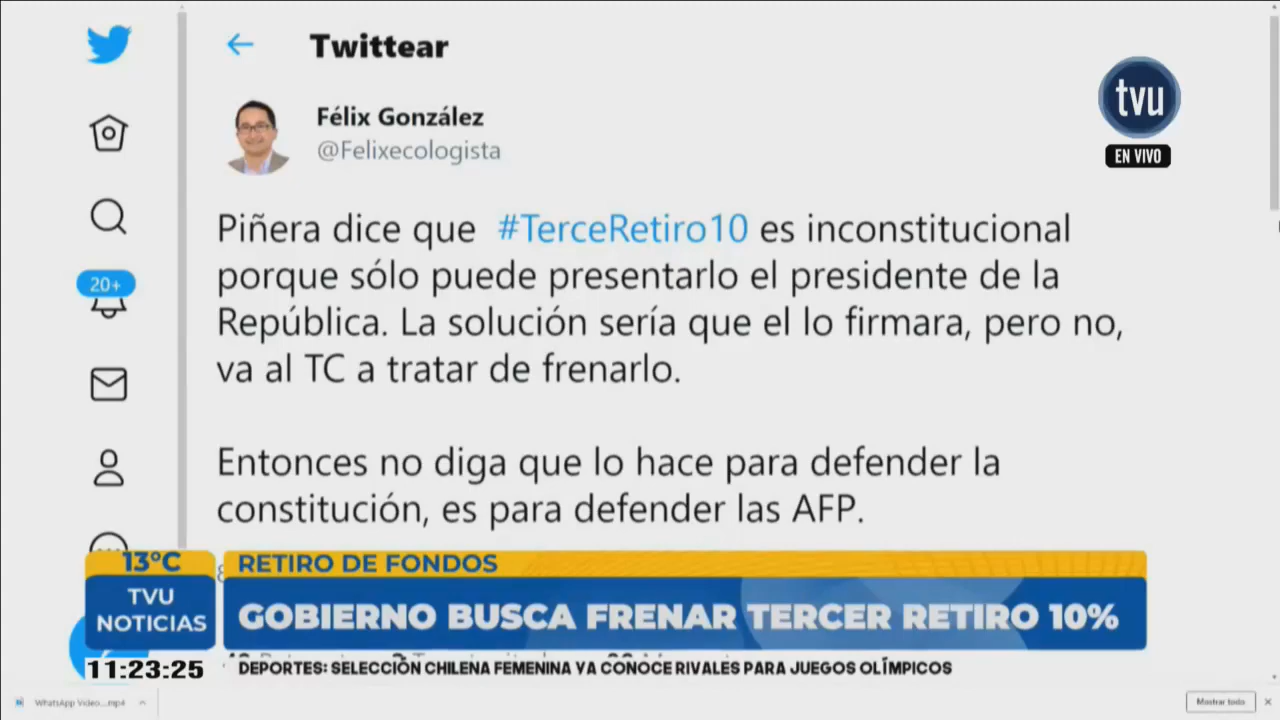 Twittear
tvu
EN VIVO
Félix González
@Felixecologista
20+
Piñera dice que #TerceRetiro10 es inconstitucional
porque sólo puede presentarlo el presidente de la
República. La solución sería que el lo firmara, pero no,
va al TC a tratar de frenarlo.
Entonces no diga que lo hace para defender la
constitución, es para defender las AFP.
13°C
RETIRO DE FONDOS
TVU
NOTICIAS
GOBIERNO BUSCA FRENAR TERCER RETIRO 10%
11:23:25
DEPORTES: SELECCIÓN CHILENA FEMENINA YA CONOCE RIVALES PARA JUEGOS OLÍMPICOS
WhatsApp Video....mp4
Mostrar todo